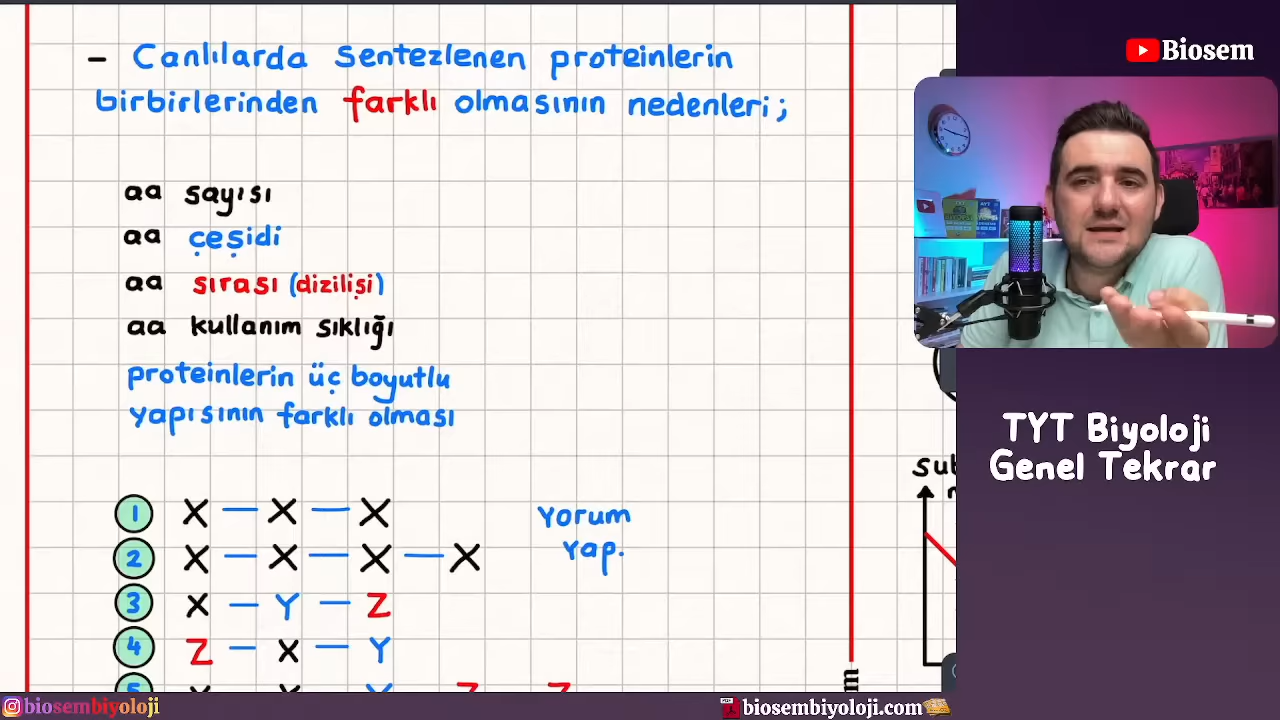 - Canlılarda sentezlenen proteinlerin
birbirlerinden farklı olmasının nedenleri;
aa sayısı
aa çeşidi
aa sırası (dizilişi)
aa kullanım sıklığı
proteinlerin üç boyutlu
yapısının farklı olması
1 X — X — X
2 X — X — X — X
3 X — Y — Z
4 Z — X — Y
Yorum
Yap.
Biosem
TYT Biyoloji
Genel Tekrar
biosembiyoloji
biosembiyoloji.com